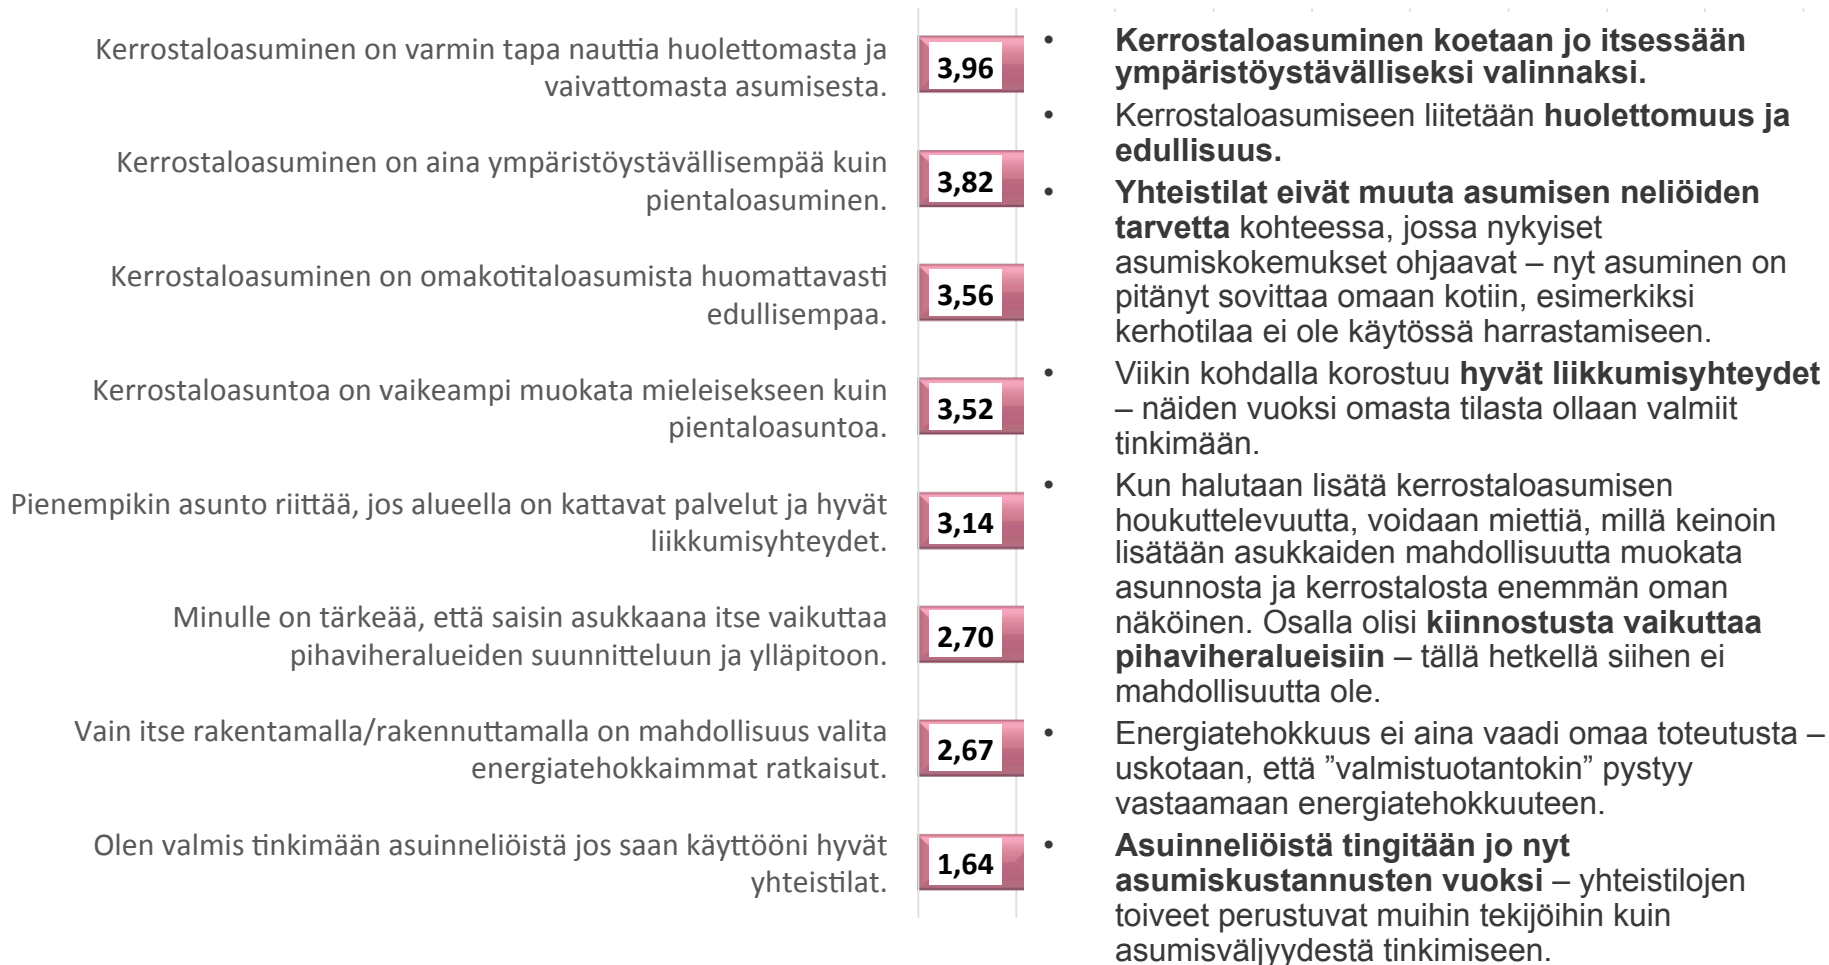 Kerrostaloasuminen on varmin tapa nauttia huolettomasta ja
vaivattomasta asumisesta.
3,96
Kerrostaloasuminen on aina ympäristöystävällisempää kuin
pientaloasuminen.
3,82
Kerrostaloasuminen on omakotitaloasumista huomattavasti
edullisempaa.
3,56
Kerrostaloasuntoa on vaikeampi muokata mieleisekseen kuin
pientaloasuntoa.
3,52
Pienempikin asunto riittää, jos alueella on kattavat palvelut ja hyvät
liikkumisyhteydet.
3,14
Minulle on tärkeää, että saisin asukkaana itse vaikuttaa
pihaviheralueiden suunnitteluun ja ylläpitoon.
2,70
Vain itse rakentamalla/rakennuttamalla on mahdollisuus valita
energiatehokkaimmat ratkaisut.
2,67
Olen valmis tinkimään asuinneliöistä jos saan käyttööni hyvät
yhteistilat.
1,64
• Kerrostaloasuminen koetaan jo itsessään
ympäristöystävälliseksi valinnaksi.
• Kerrostaloasumiseen liitetään huolettomuus ja
edullisuus.
• Yhteistilat eivät muuta asumisen neliöiden
tarvetta kohteessa, jossa nykyiset
asumiskokemukset ohjaavat – nyt asuminen on
pitänyt sovittaa omaan kotiin, esimerkiksi
kerhotilaa ei ole käytössä harrastamiseen.
• Viikin kohdalla korostuu hyvät liikkumisyhteydet
– näiden vuoksi omasta tilasta ollaan valmiit
tinkimään.
• Kun halutaan lisätä kerrostaloasumisen
houkuttelevuutta, voidaan miettiä, millä keinoin
lisätään asukkaiden mahdollisuutta muokata
asunnosta ja kerrostalosta enemmän oman
näköinen. Osalla olisi kiinnostusta vaikuttaa
pihaviheralueisiin – tällä hetkellä siihen ei
mahdollisuutta ole.
• Energiatehokkuus ei aina vaadi omaa toteutusta –
uskotaan, että ”valmistuotantokin” pystyy
vastaamaan energiatehokkuuteen.
• Asuinneliöistä tingitään jo nyt
asumiskustannusten vuoksi – yhteistilojen
toiveet perustuvat muihin tekijöihin kuin
asumisväljyydestä tinkimiseen.